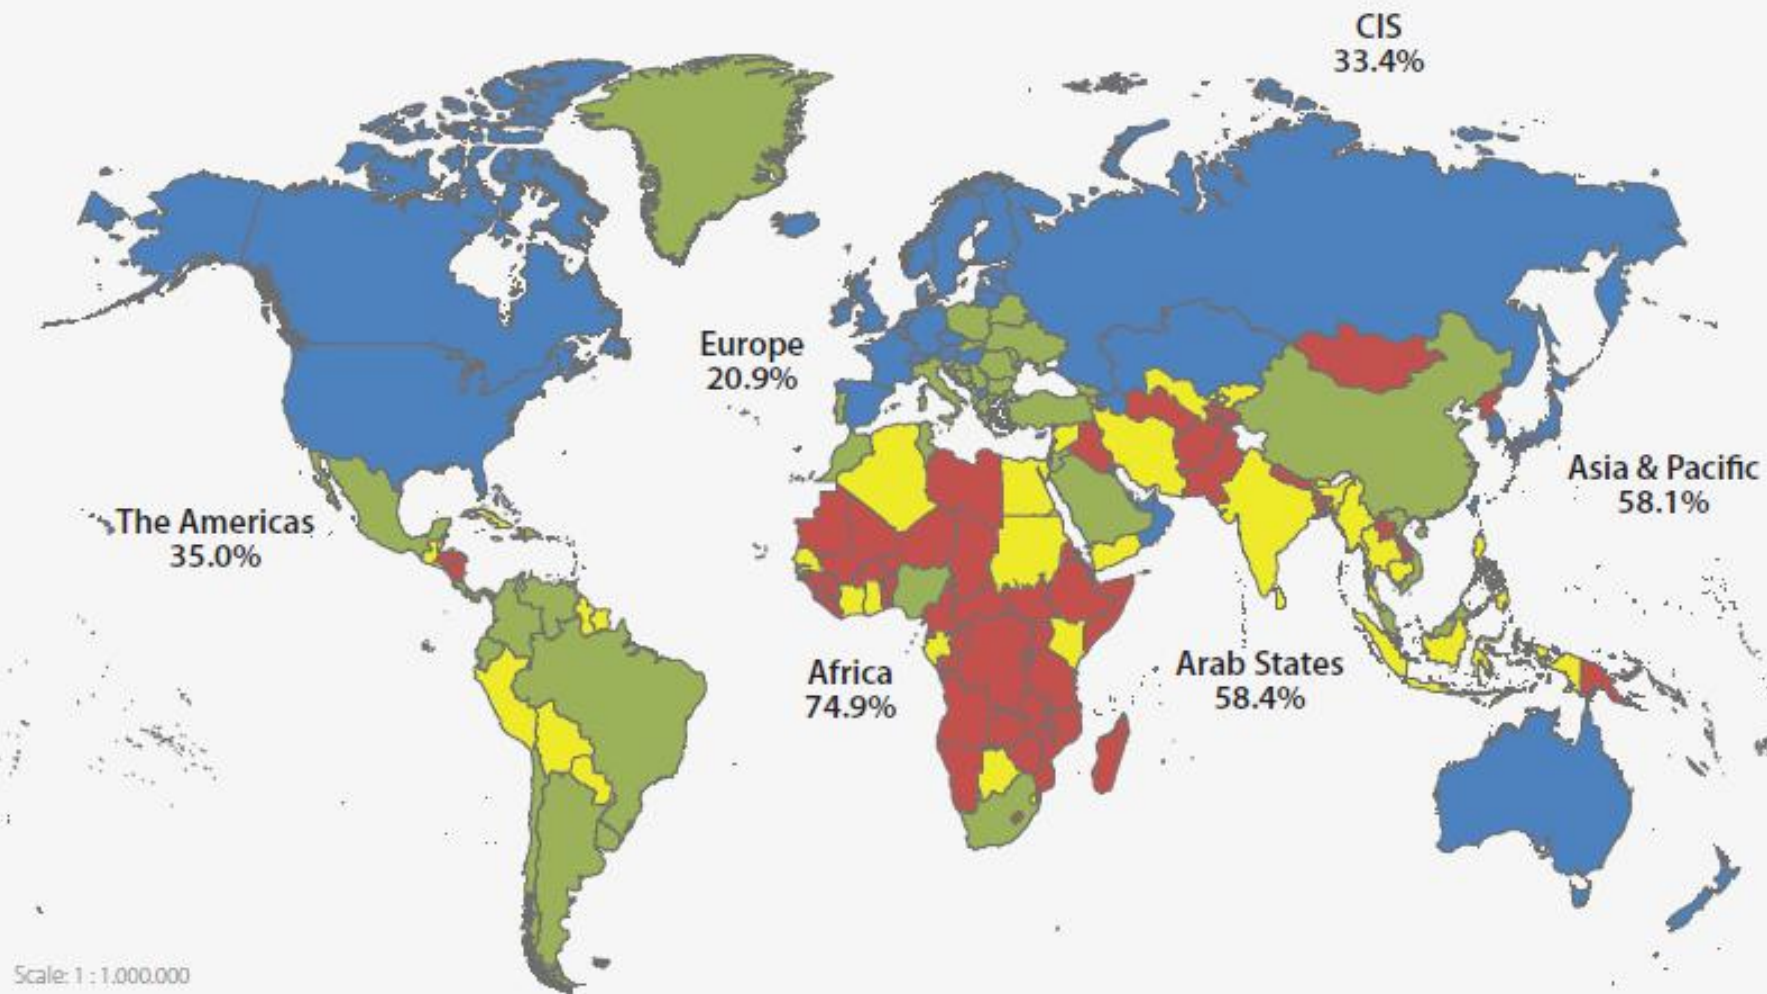 CIS
33.4%
Europe
20.9%
Asia & Pacific
58.1%
The Americas
35.0%
Africa
74.9%
Arab States
58.4%
Scale: 1 : 1.000.000